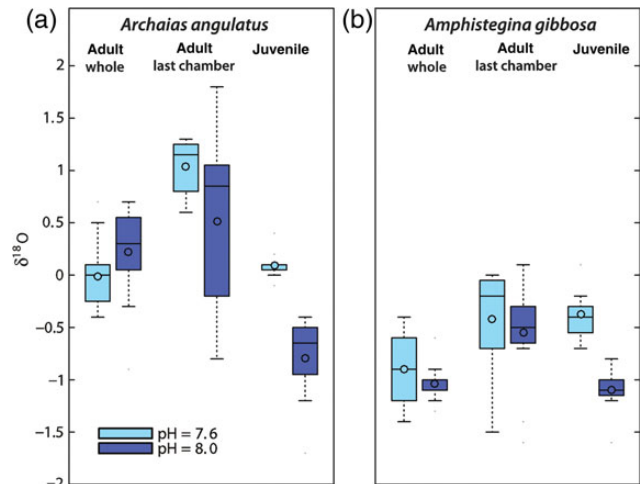 (a) Archaias angulatus
Adult whole
Adult last chamber
Juvenile
2
1.5
1
0.5
0
−0.5
−1
−1.5
−2
δ18O
pH = 7.6
pH = 8.0
(b) Amphistegina gibbosa
Adult whole
Adult last chamber
Juvenile